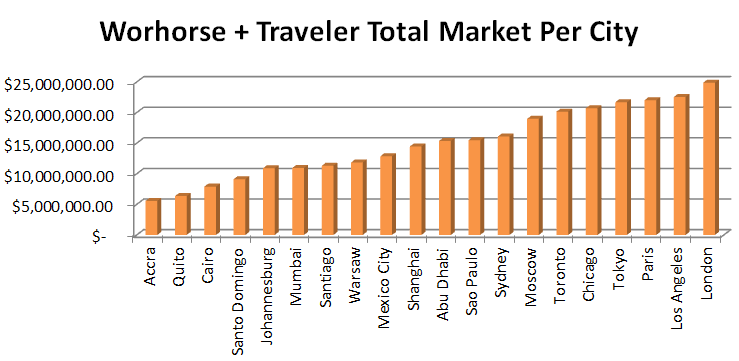 Worhorse + Traveler Total Market Per City
$25,000,000.00
$20,000,000.00
$15,000,000.00
$10,000,000.00
$5,000,000.00
$-
Accra
Quito
Cairo
Santo Domingo
Johannesburg
Mumbai
Santiago
Warsaw
Mexico City
Shanghai
Abu Dhabi
Sao Paulo
Sydney
Moscow
Toronto
Chicago
Tokyo
Paris
Los Angeles
London